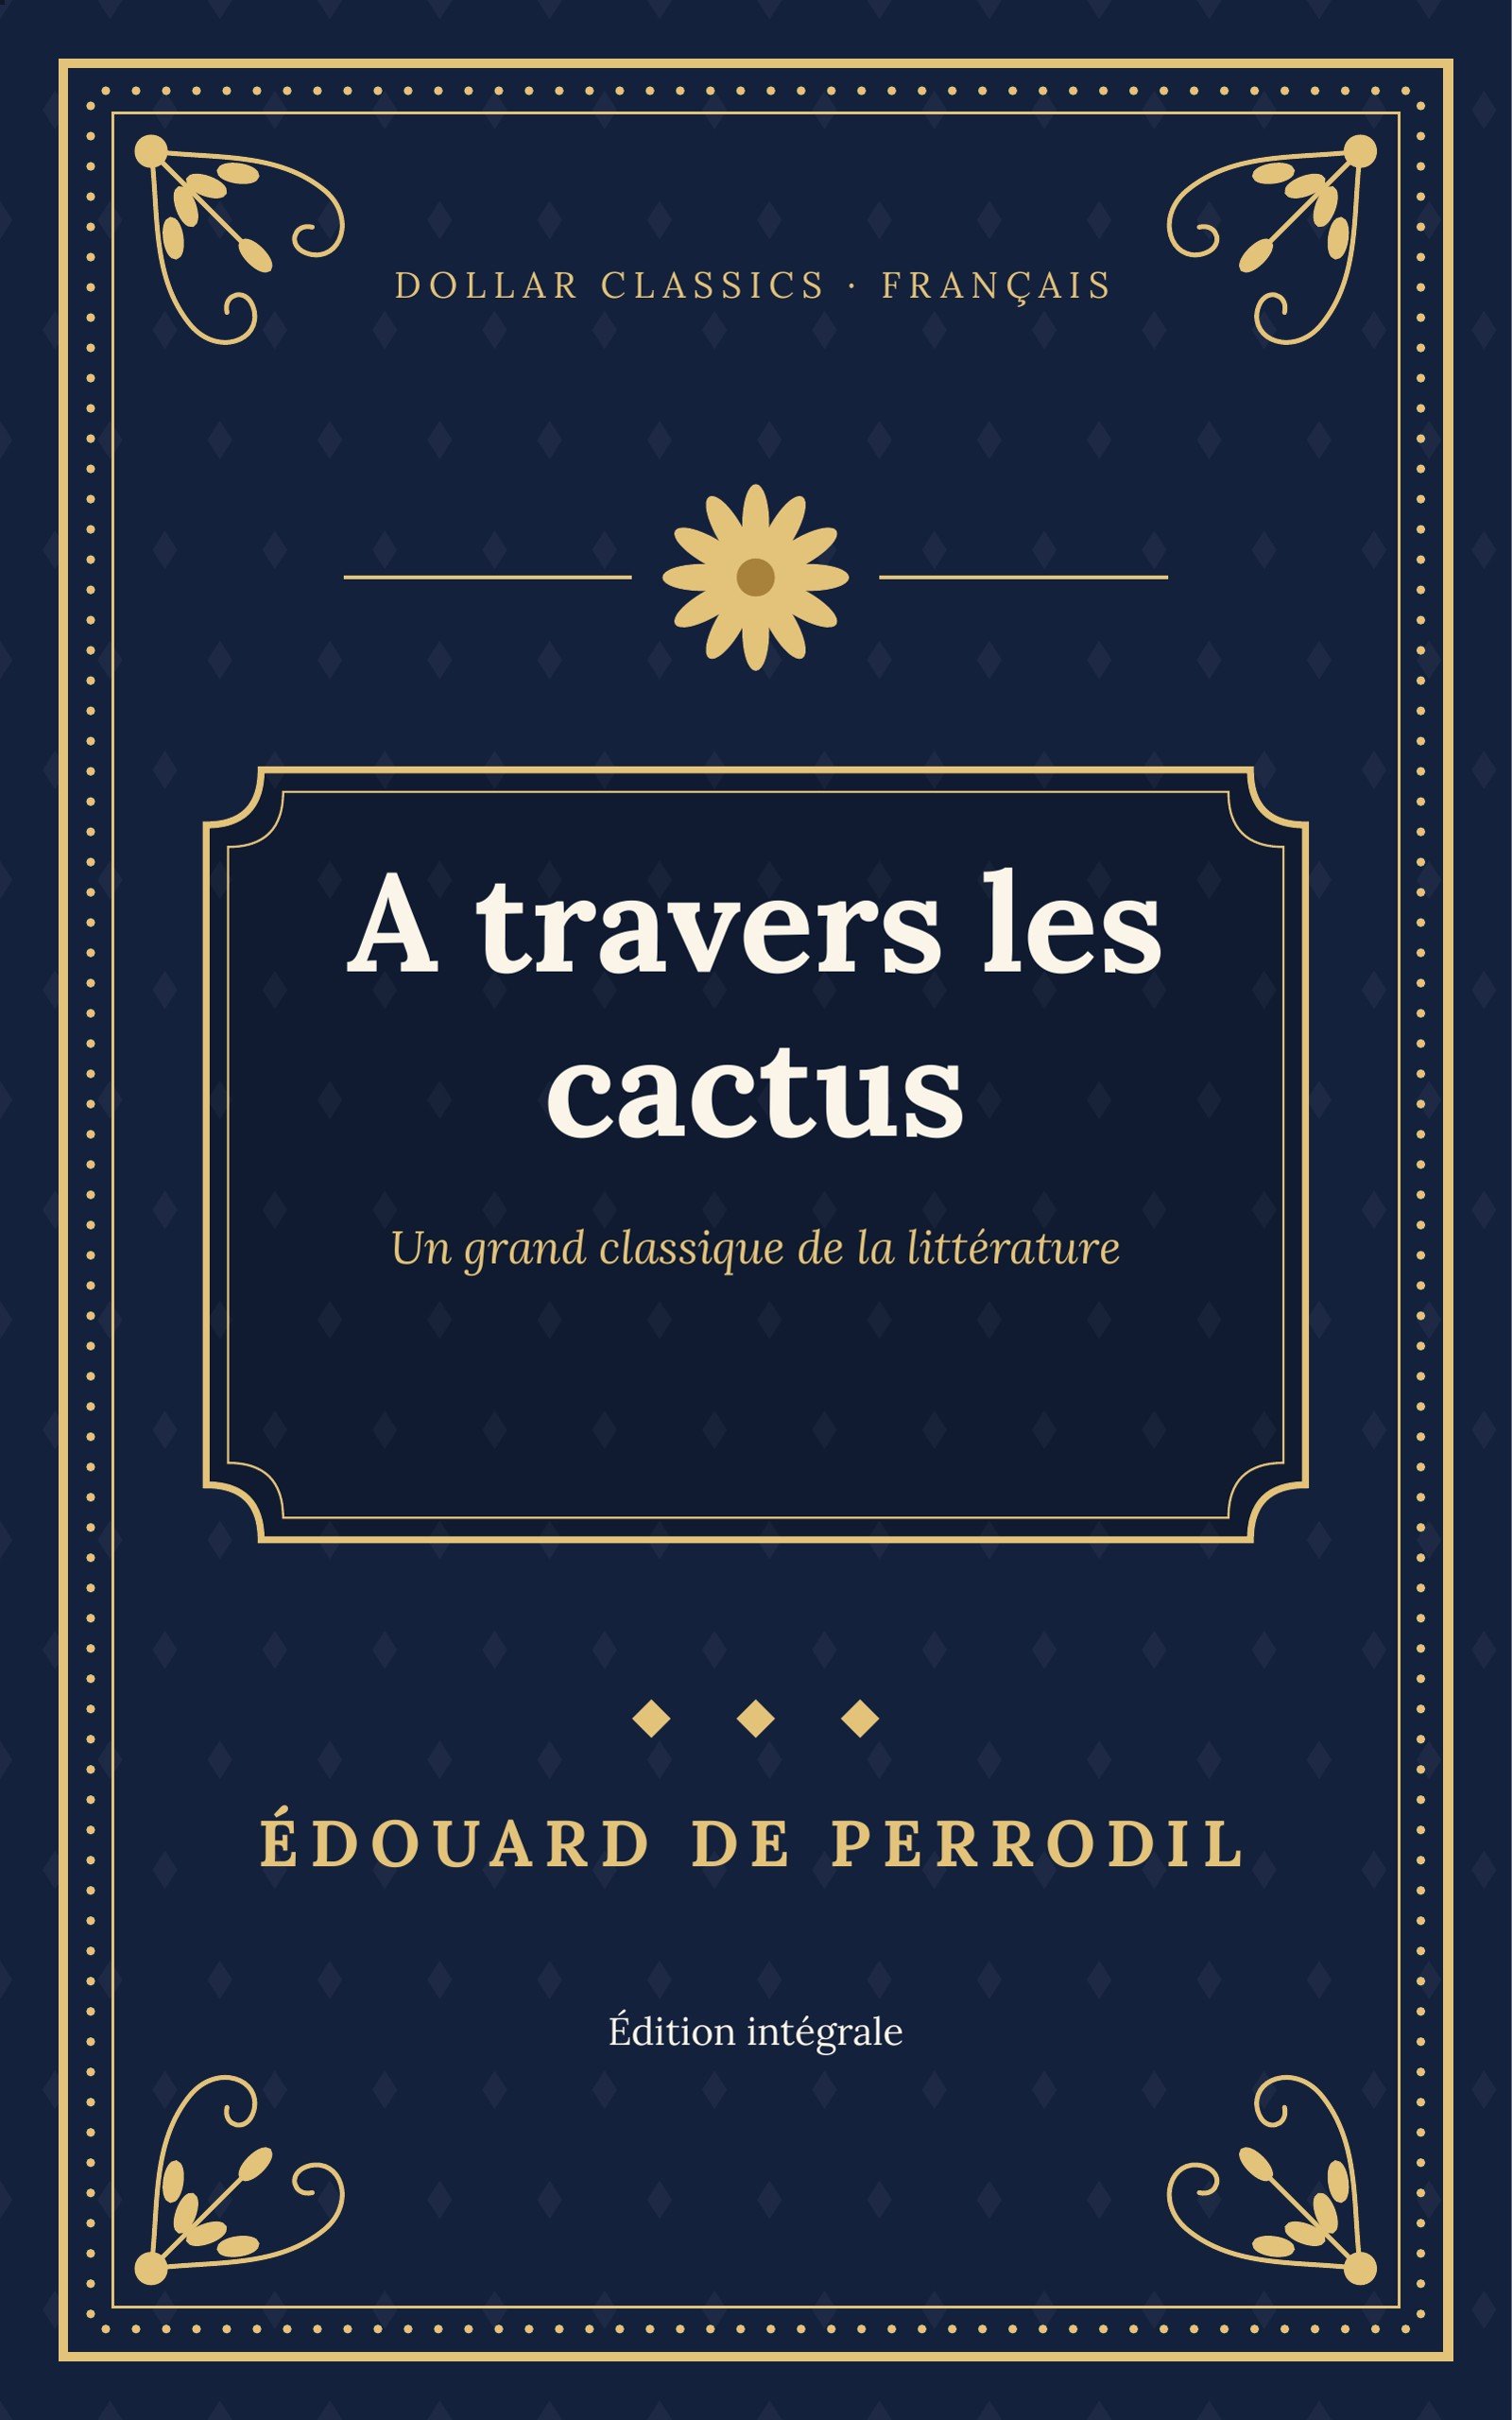 DOLLAR CLASSICS · FRANÇAIS
A travers les
cactus
Un grand classique de la littérature
ÉDOUARD DE PERRODIL
Édition intégrale